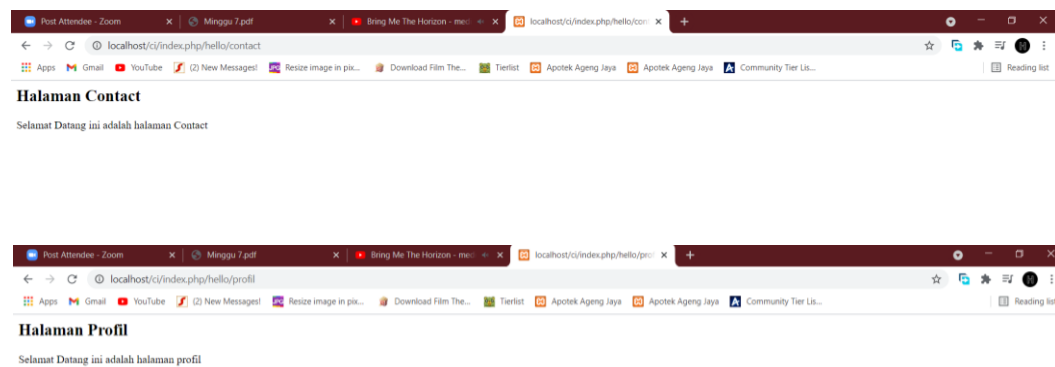 Post Attendee - Zoom
Minggu 7.pdf
Bring Me The Horizon - med
localhost/ci/index.php/hello/con
localhost/ci/index.php/hello/contact
Apps Gmail YouTube (2) New Messages! Resize image in pix... Download Film The... Tierlist Apotek Ageng Jaya Apotek Ageng Jaya Community Tier Lis... Reading list
Halaman Contact
Selamat Datang ini adalah halaman Contact
Post Attendee - Zoom
Minggu 7.pdf
Bring Me The Horizon - med
localhost/ci/index.php/hello/pro
localhost/ci/index.php/hello/profil
Apps Gmail YouTube (2) New Messages! Resize image in pix... Download Film The... Tierlist Apotek Ageng Jaya Apotek Ageng Jaya Community Tier Lis... Reading list
Halaman Profil
Selamat Datang ini adalah halaman profil